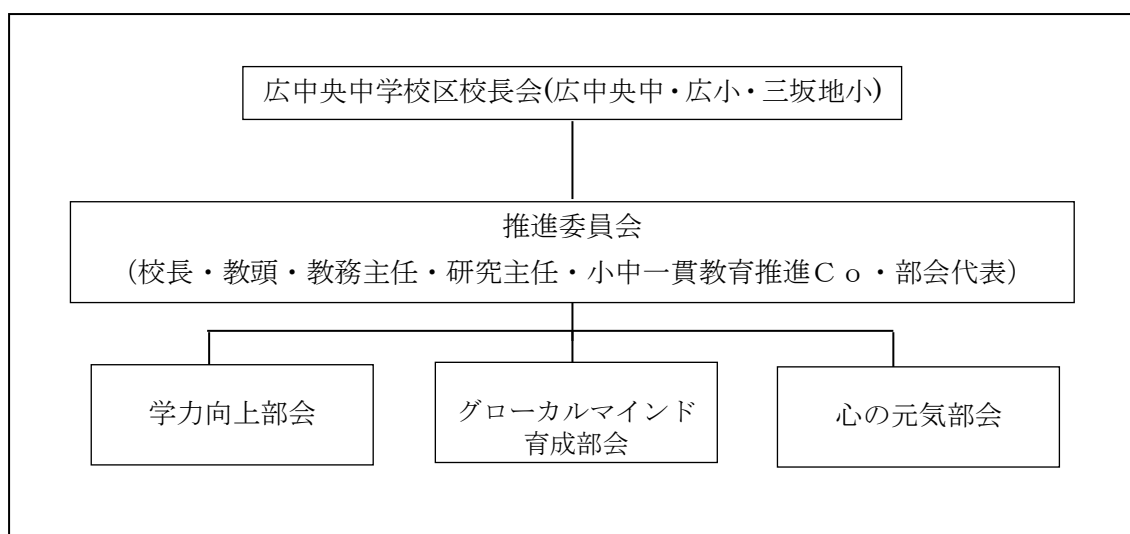 広中央中学校区校長会(広中央中・広小・三坂地小)
推進委員会
（校長・教頭・教務主任・研究主任・小中一貫教育推進Ｃｏ・部会代表）
学力向上部会
グローカルマインド
育成部会
心の元気部会